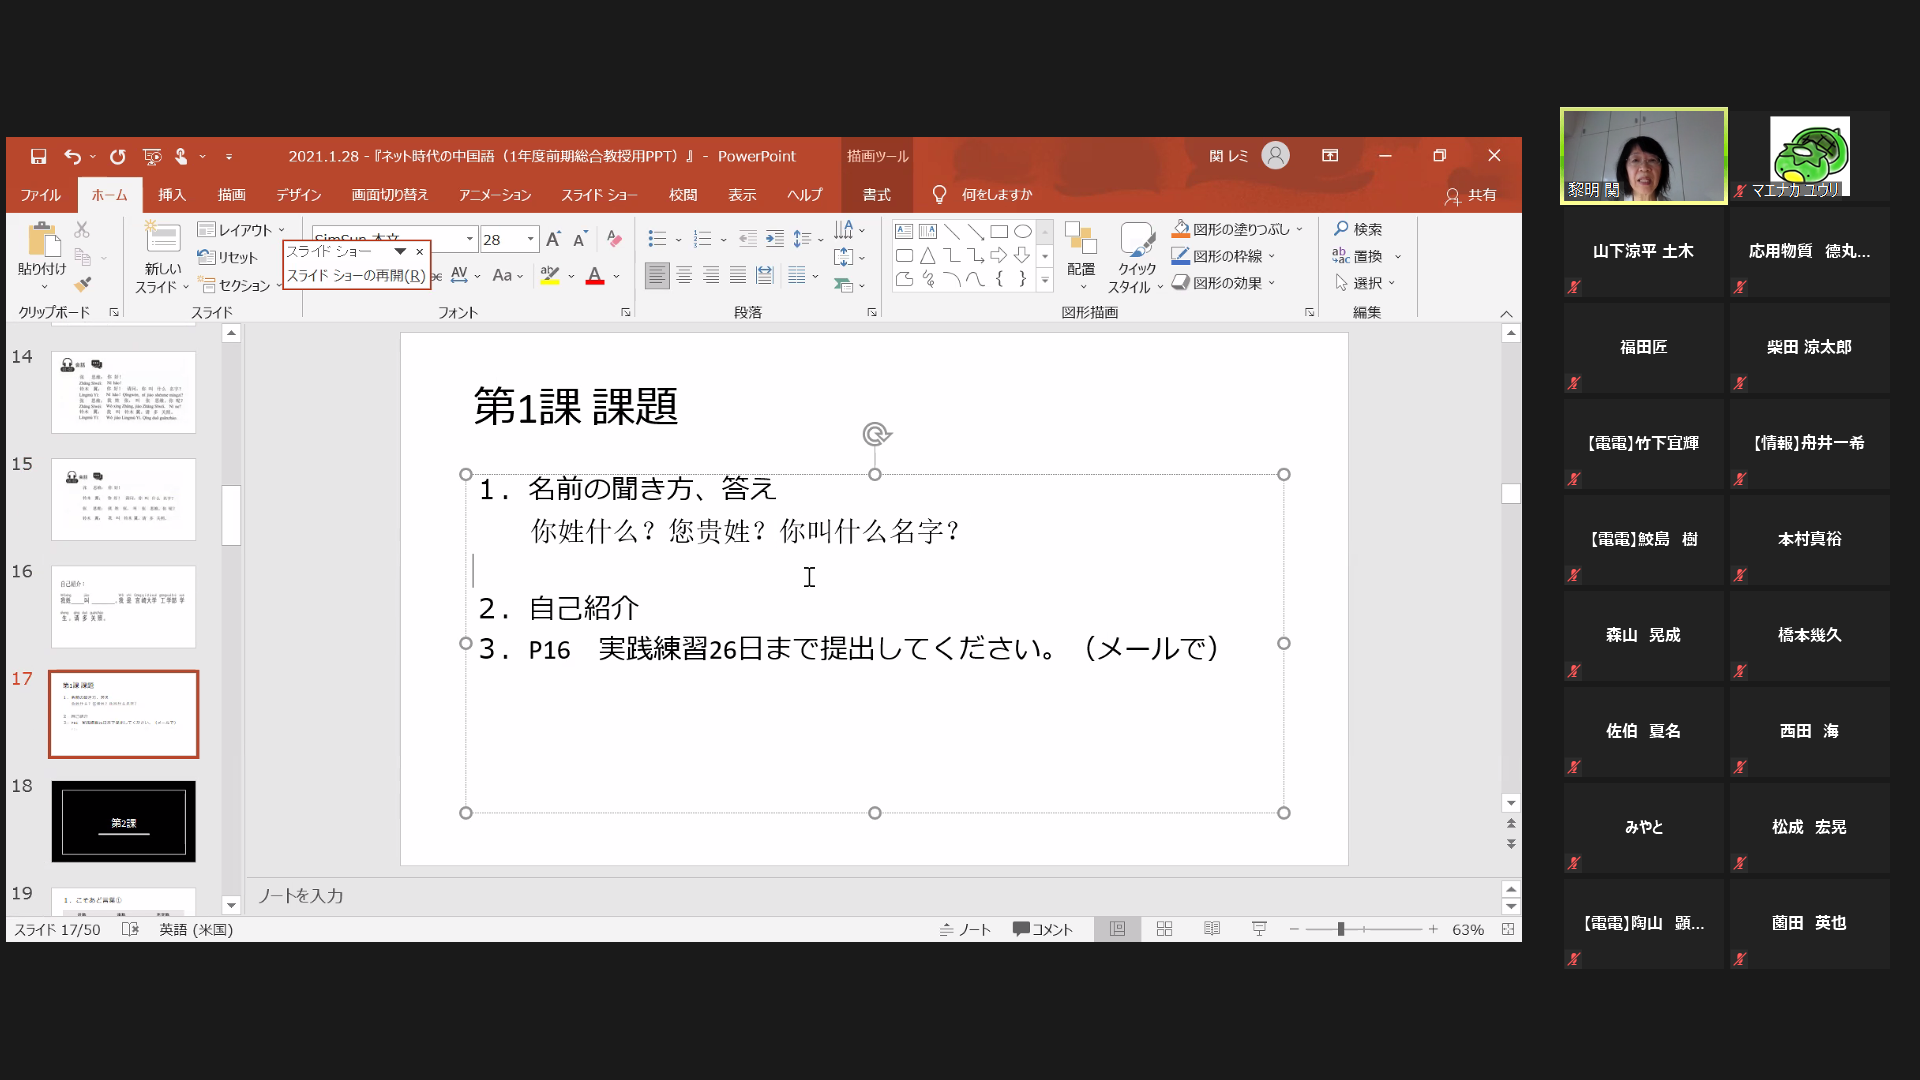 2021.1.28 -『ネット時代の中国語（1年度前期総合教授用PPT）』 - PowerPoint
描画ツール
関 レミ
ファイル ホーム 挿入 描画 デザイン 画面切り替え アニメーション スライド ショー 校閲 表示 ヘルプ 書式 何をしますか 共有
貼り付け
新しい
スライド
レイアウト
リセット
セクション
スライド ショー
スライド ショーの再開(R)
28
Aa
配置
クイック
スタイル
図形の塗りつぶし
図形の枠線
図形の効果
検索
置換
選択
クリップボード スライド フォント 段落 図形描画 編集
14
15
16
自己紹介:
17
第1課 課題
18
第2課
19
1. こそあど言葉①
第1課 課題
1. 名前の聞き方、答え
你姓什么？您贵姓？你叫什么名字？
2. 自己紹介
3. P16　実践練習26日まで提出してください。（メールで）
ノートを入力
スライド 17/50 英語 (米国) ノート コメント 63%
黎明 関
マエナカ ユウリ
山下涼平 土木
応用物質 徳丸...
福田匠
柴田 涼太郎
【電電】竹下宜輝
【情報】舟井一希
【電電】鮫島 樹
本村真裕
森山 晃成
橋本幾久
佐伯 夏名
西田 海
みやと
松成 宏晃
【電電】陶山 顕...
薗田 英也